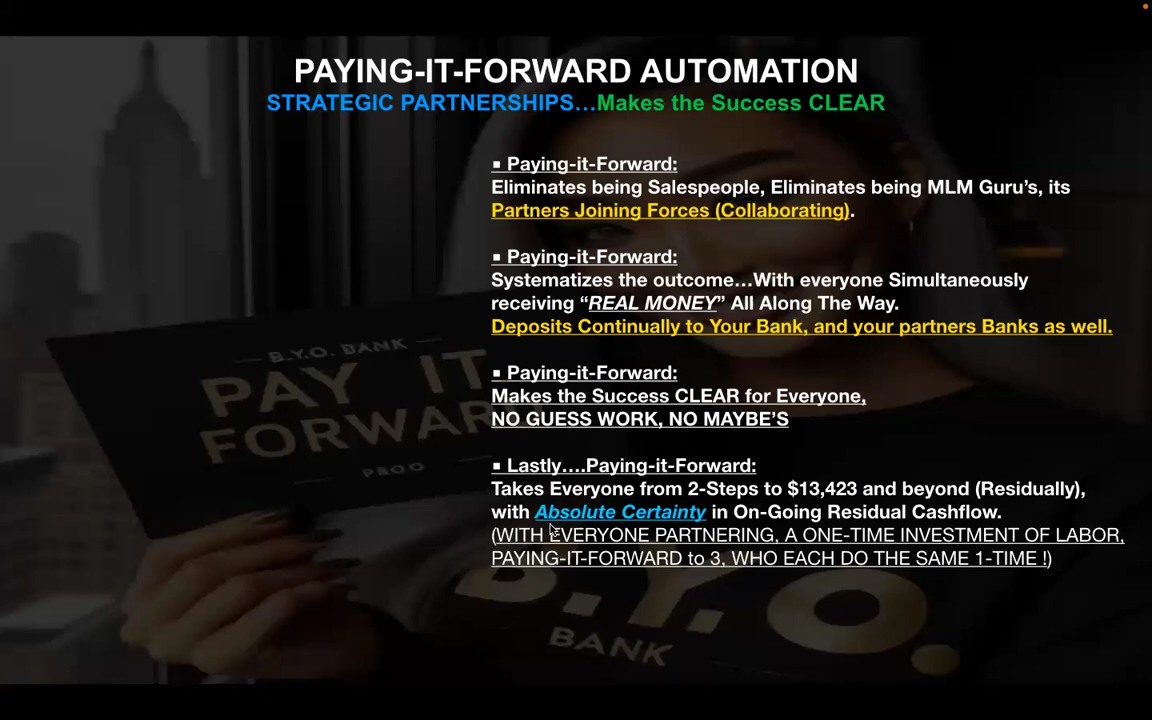 PAYING-IT-FORWARD AUTOMATION
STRATEGIC PARTNERSHIPS...Makes the Success CLEAR
▪ Paying-it-Forward:
Eliminates being Salespeople, Eliminates being MLM Guru's, its
Partners Joining Forces (Collaborating).
▪ Paying-it-Forward:
Systematizes the outcome...With everyone Simultaneously
receiving “REAL MONEY” All Along The Way.
Deposits Continually to Your Bank, and your partners Banks as well.
▪ Paying-it-Forward:
Makes the Success CLEAR for Everyone,
NO GUESS WORK, NO MAYBE'S
▪ Lastly....Paying-it-Forward:
Takes Everyone from 2-Steps to $13,423 and beyond (Residually),
with Absolute Certainty in On-Going Residual Cashflow.
(WITH EVERYONE PARTNERING, A ONE-TIME INVESTMENT OF LABOR,
PAYING-IT-FORWARD to 3, WHO EACH DO THE SAME 1-TIME !)
B.Y.O. BANK
PAY IT
FORWAR
B.Y.O.
BANK